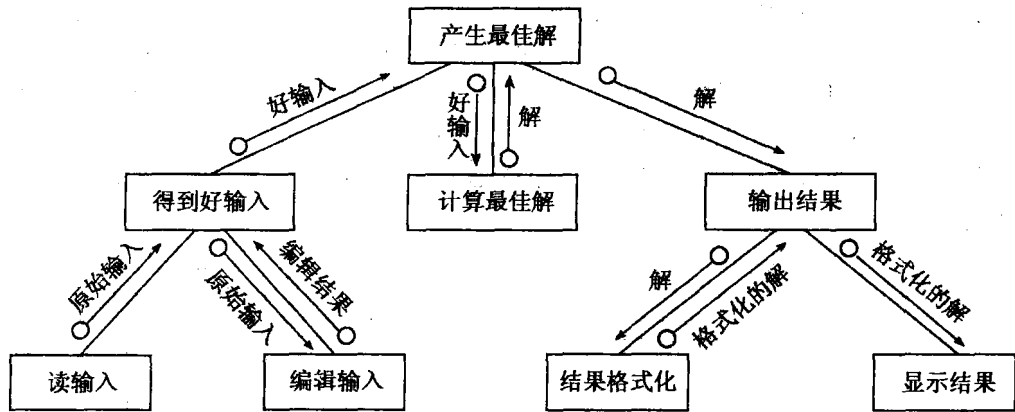 产生最佳解
好输入
好输入
解
解
得到好输入
计算最佳解
输出结果
原始输入
原始输入
编辑结果
解
格式化的解
格式化的解
读输入
编辑输入
结果格式化
显示结果